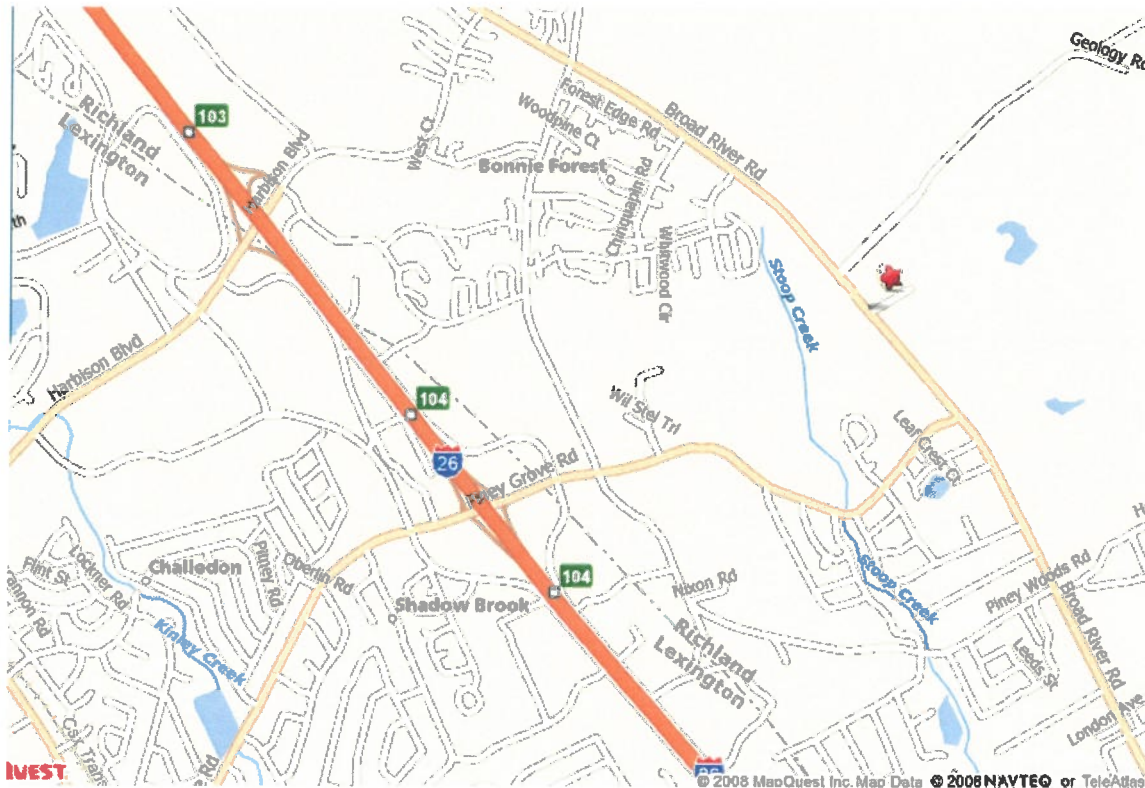 Geology Rd
103
Richland
Lexington
Harbison Blvd
West Ct
Forest Edge Rd
Woodpine Ct
Broad River Rd
Bonnie Forest
Chinquapin Rd
Whitwood Cir
Stoop Creek
Harbison Blvd
104
Wil Stel Trl
Leaf Crest Ct
26
Piney Grove Rd
Flint St
Lockner Rd
Challedon
Pitney Rd
Oberlin Rd
104
Nixon Rd
Shadow Brook
Stoop Creek
Piney Woods Rd
Broad River Rd
Kinley Creek
Richland
Lexington
Leeds St
London Ave
CSX Trans
QUEST
© 2008 MapQuest Inc. Map Data © 2008 NAVTEQ or TeleAtlas